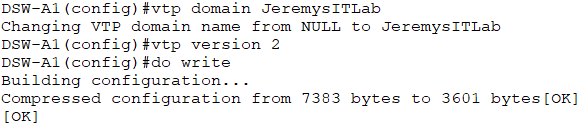 DSW-A1(config)#vtp domain JeremysITLab
Changing VTP domain name from NULL to JeremysITLab
DSW-A1(config)#vtp version 2
DSW-A1(config)#do write
Building configuration...
Compressed configuration from 7383 bytes to 3601 bytes[OK]
[OK]